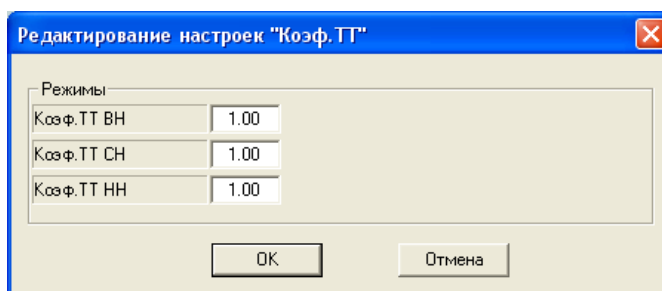 Редактирование настроек "Коэф.ТТ"
Режимы
Коэф.ТТ ВН 1.00
Коэф.ТТ СН 1.00
Коэф.ТТ НН 1.00
OK Отмена